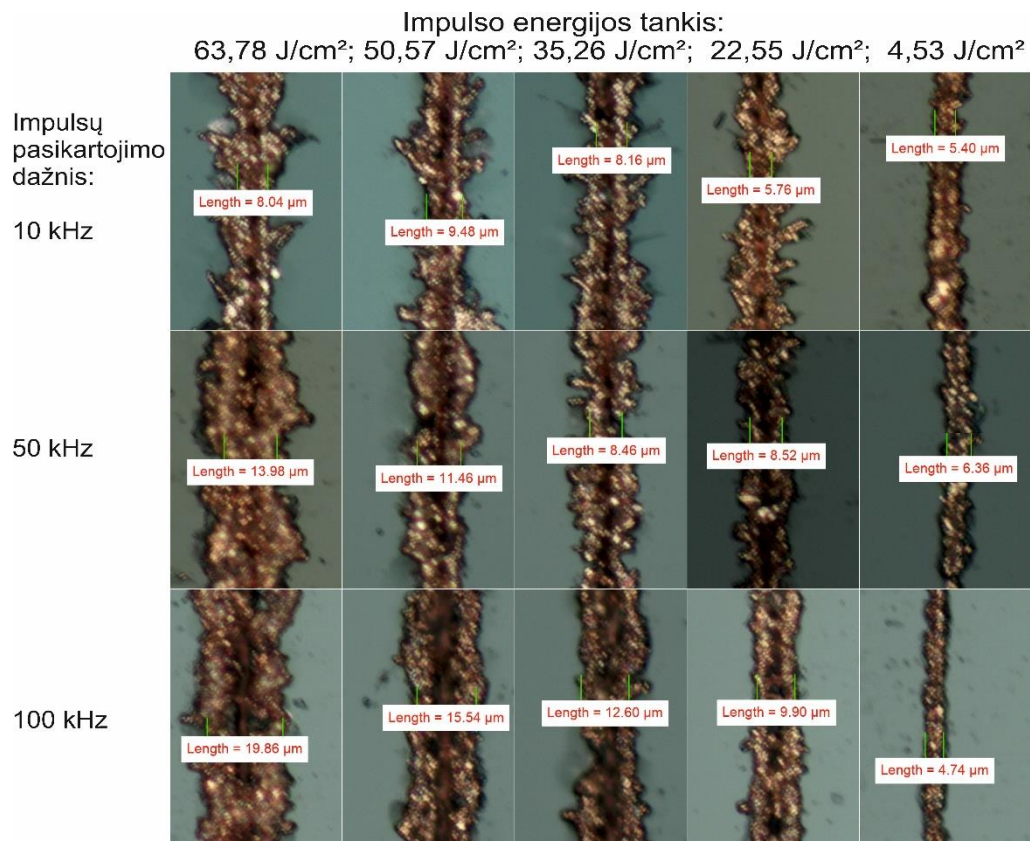 Impulso energijos tankis:
63,78 J/cm²; 50,57 J/cm²; 35,26 J/cm²; 22,55 J/cm²; 4,53 J/cm²
Impulsų
pasikartojimo
dažnis:
10 kHz
Length = 8.04 µm
Length = 9.48 µm
Length = 8.16 µm
Length = 5.76 µm
Length = 5.40 µm
50 kHz
Length = 13.98 µm
Length = 11.46 µm
Length = 8.46 µm
Length = 8.52 µm
Length = 6.36 µm
100 kHz
Length = 19.86 µm
Length = 15.54 µm
Length = 12.60 µm
Length = 9.90 µm
Length = 4.74 µm